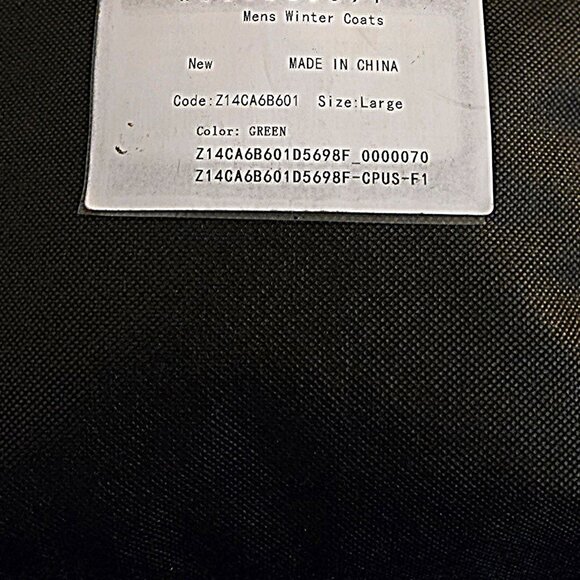 Mens Winter Coats
New MADE IN CHINA
Code:Z14CA6B601 Size:Large
Color: GREEN
Z14CA6B601D5698F_0000070
Z14CA6B601D5698F-CPUS-F1